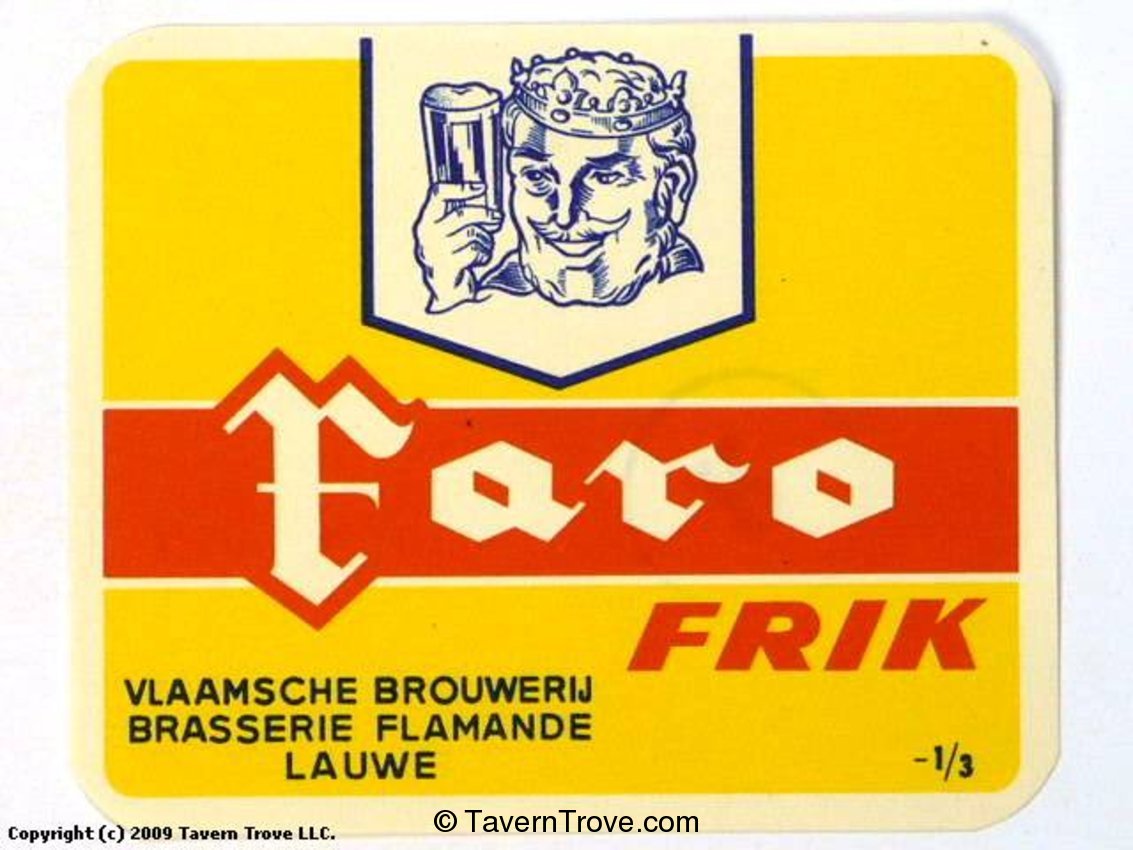 Faro
FRIK
VLAAMSCHE BROUWERIJ
BRASSERIE FLAMANDE
LAUWE
-1/3
© TavernTrove.com
Copyright (c) 2009 Tavern Trove LLC.